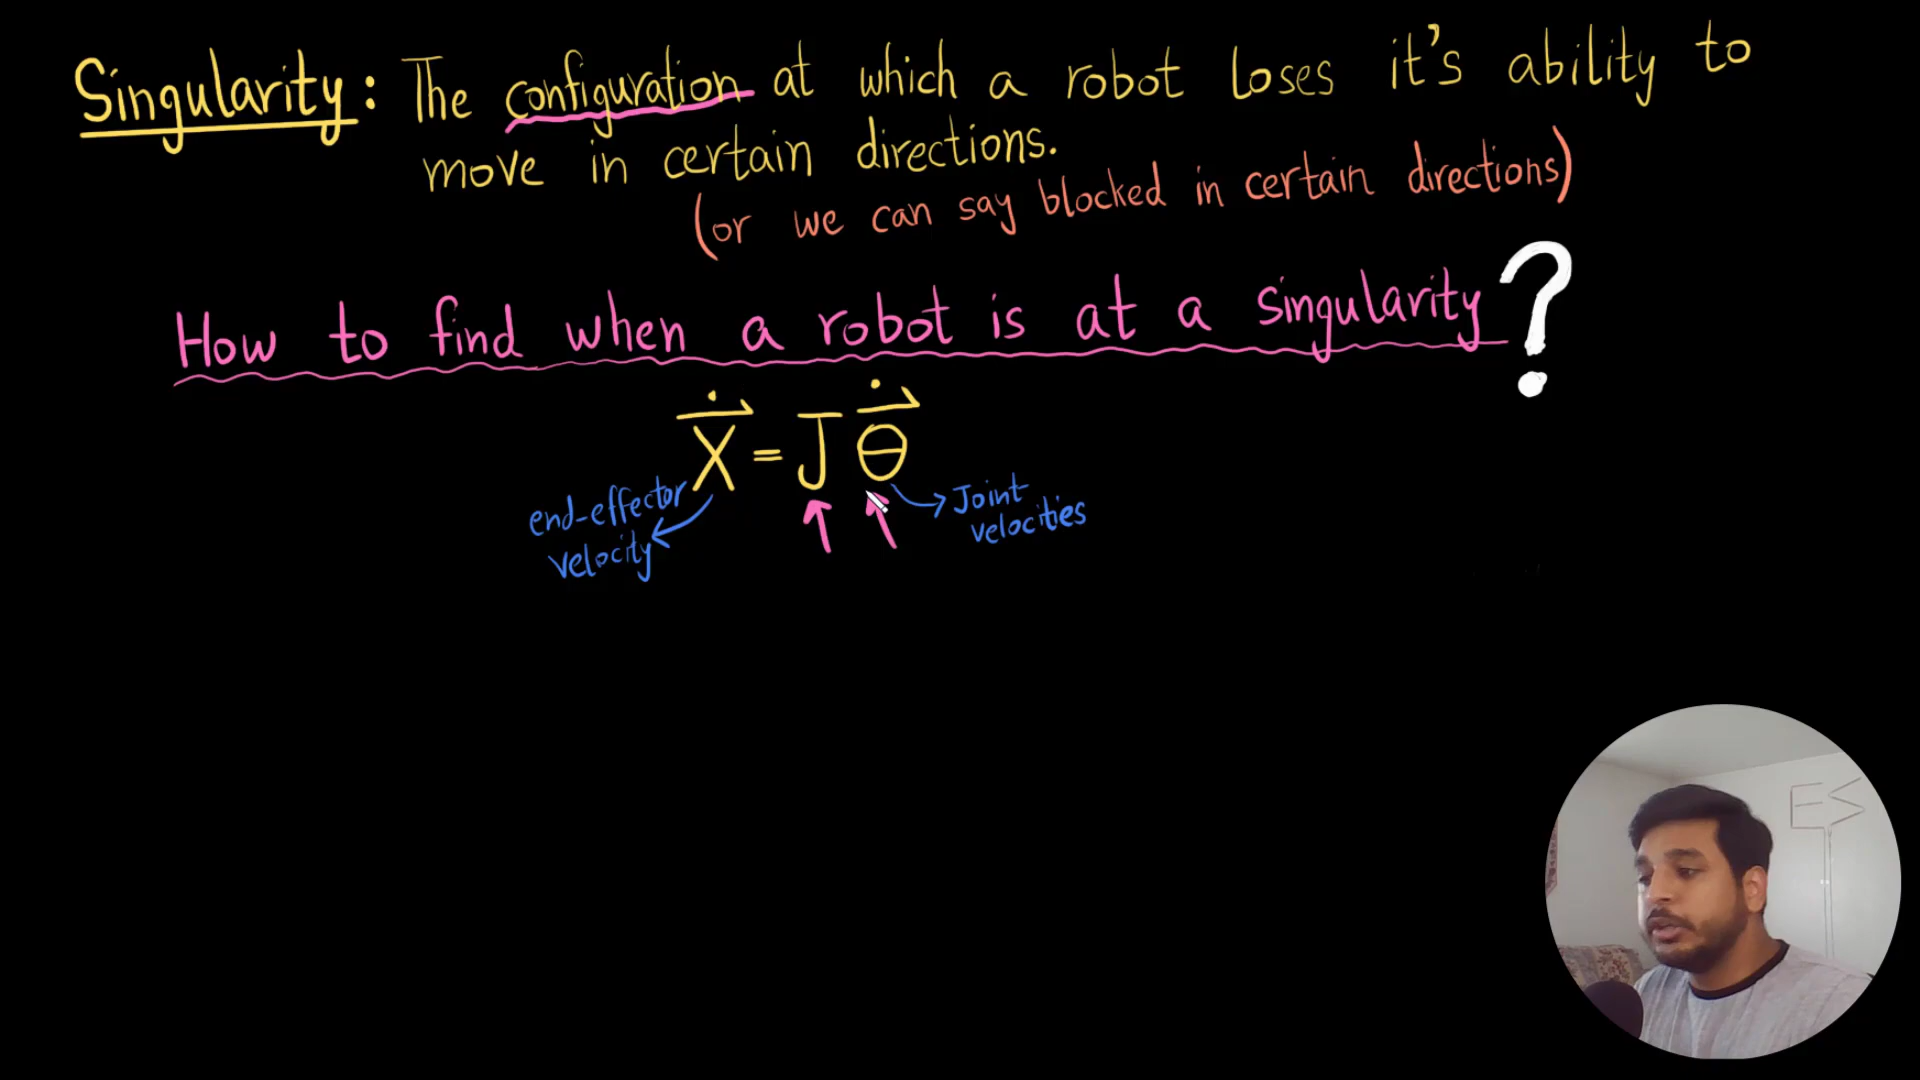 Singularity: The configuration at which a robot loses it's ability to
move in certain directions.
(or we can say blocked in certain directions)
How to find when a robot is at a singularity?
Ẋ = J θ̇
end-effector
velocity
Joint
velocities
ES